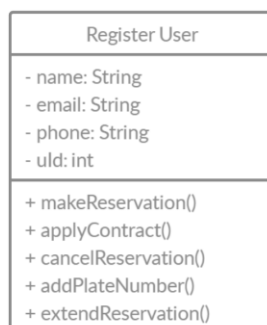 Register User
- name: String
- email: String
- phone: String
- uId: int
+ makeReservation()
+ applyContract()
+ cancelReservation()
+ addPlateNumber()
+ extendReservation()